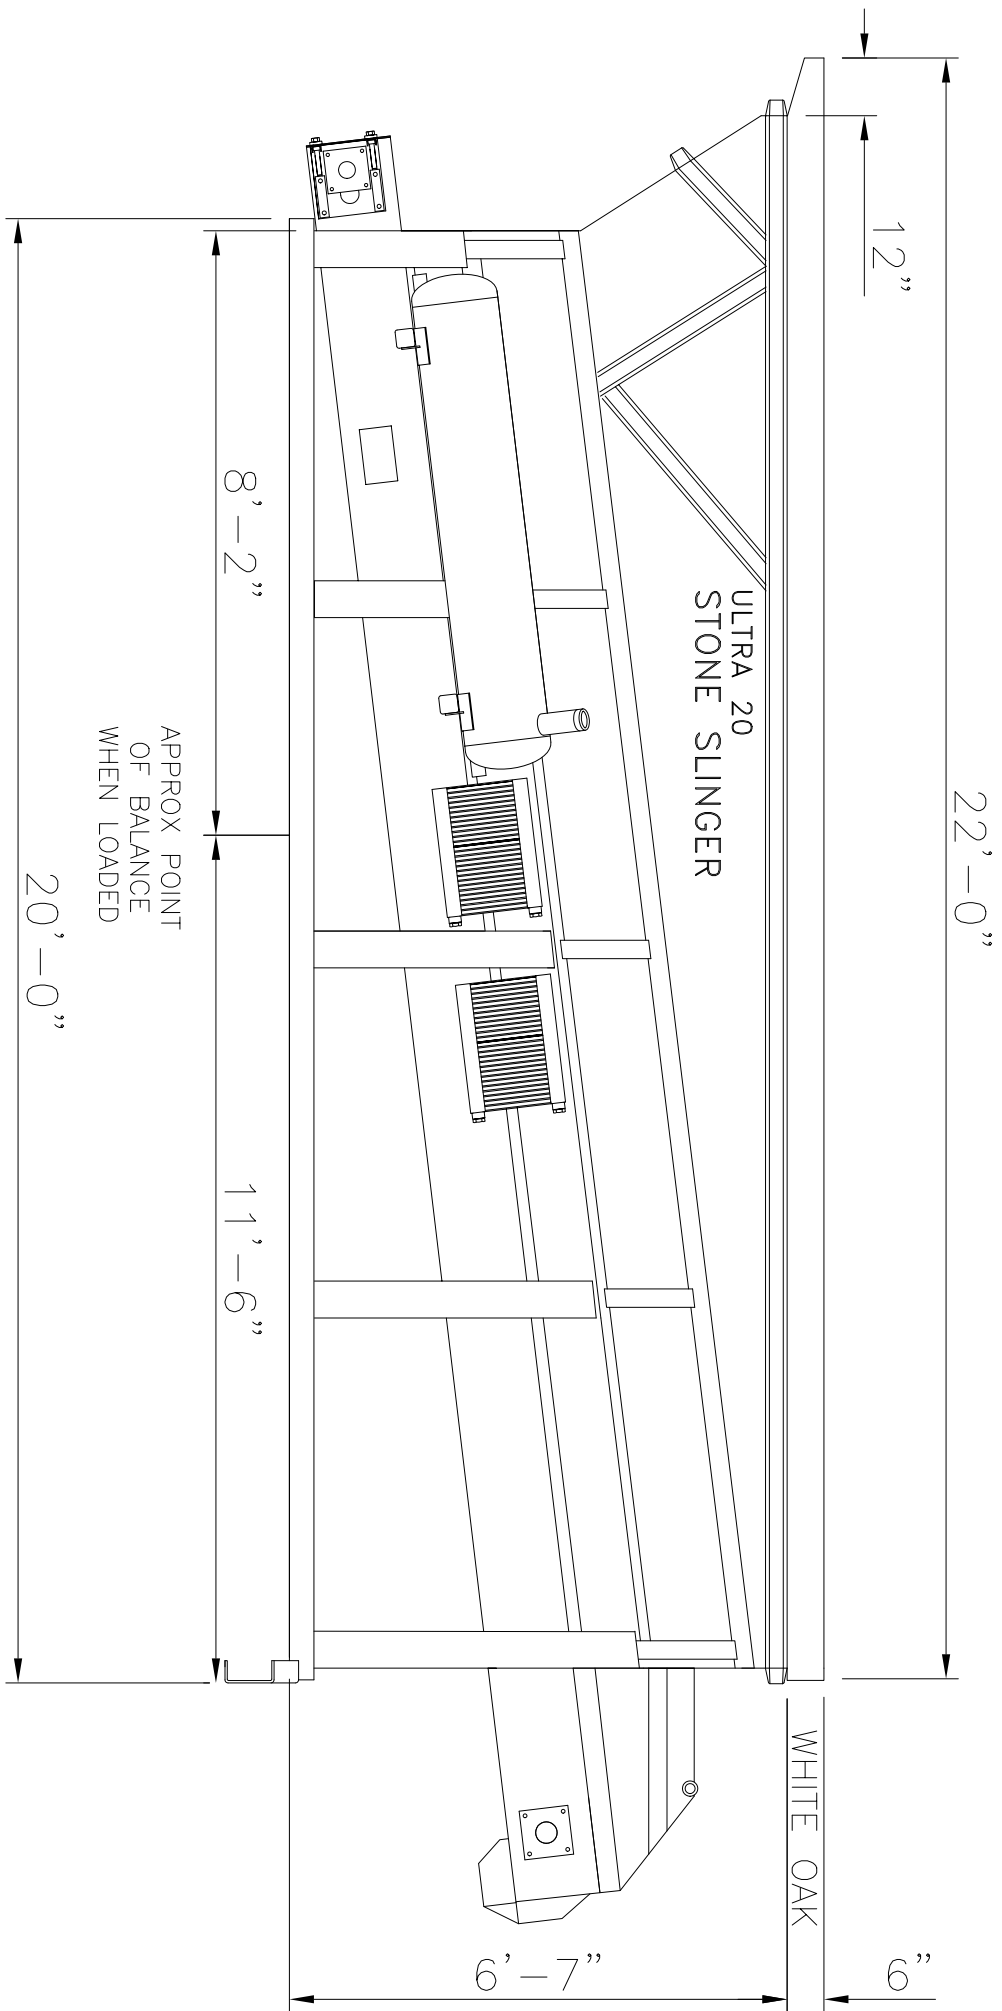 22'-0"
12"
ULTRA 20
STONE SLINGER
WHITE OAK
6"
6'-7"
8'-2"
11'-6"
APPROX POINT
OF BALANCE
WHEN LOADED
20'-0"